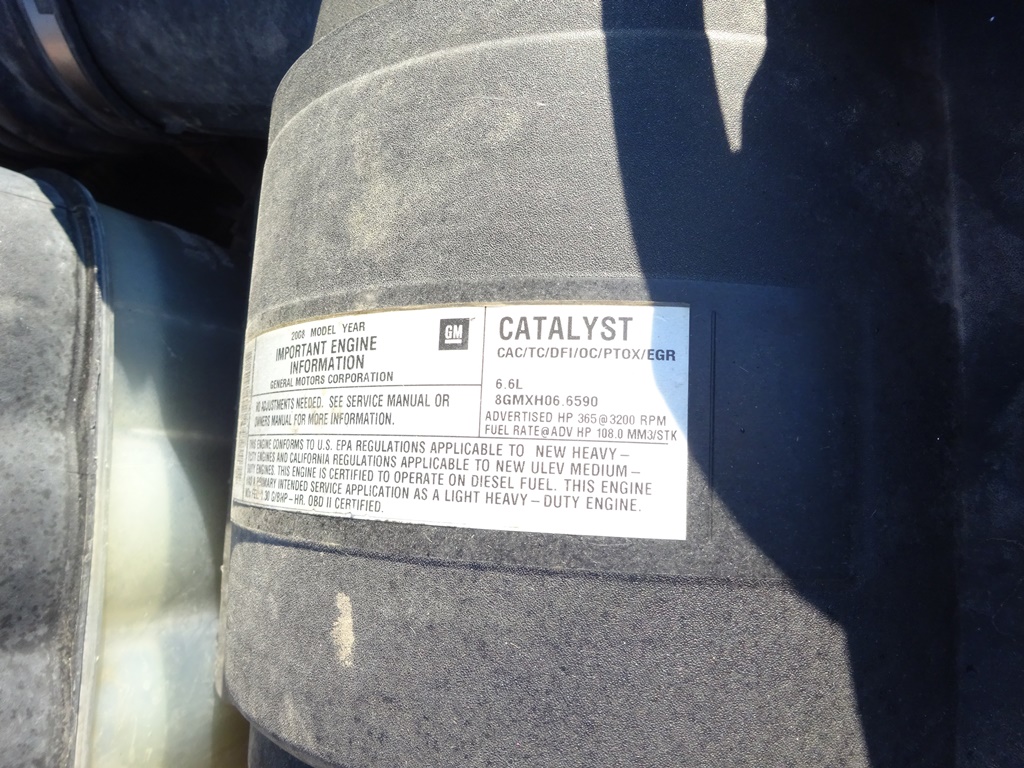 2008 MODEL YEAR
IMPORTANT ENGINE
INFORMATION
GENERAL MOTORS CORPORATION
GM
NO ADJUSTMENTS NEEDED. SEE SERVICE MANUAL OR
OWNERS MANUAL FOR MORE INFORMATION.
CATALYST
CAC/TC/DFI/OC/PTOX/EGR
6.6L
8GMXH06.6590
ADVERTISED HP 365@3200 RPM
FUEL RATE@ADV HP 108.0 MM3/STK
THIS ENGINE CONFORMS TO U.S. EPA REGULATIONS APPLICABLE TO NEW HEAVY–
DUTY ENGINES AND CALIFORNIA REGULATIONS APPLICABLE TO NEW ULEV MEDIUM–
DUTY ENGINES. THIS ENGINE IS CERTIFIED TO OPERATE ON DIESEL FUEL. THIS ENGINE
HAS A PRIMARY INTENDED SERVICE APPLICATION AS A LIGHT HEAVY–DUTY ENGINE.
G/BHP–HR. OBD II CERTIFIED.